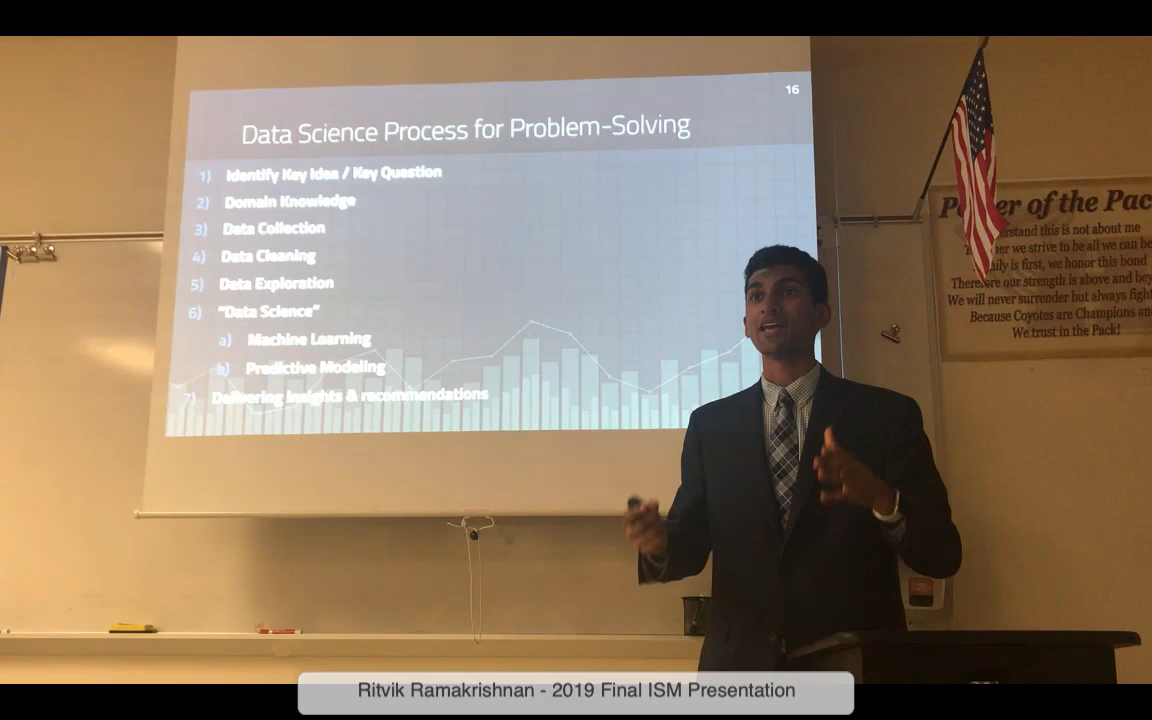 16
Data Science Process for Problem-Solving
1) Identify Key Idea / Key Question
2) Domain Knowledge
3) Data Collection
4) Data Cleaning
5) Data Exploration
6) "Data Science"
a) Machine Learning
b) Predictive Modeling
7) Delivering Insights & recommendations
of the Pac
this is not about me
we strive to be all we can be
is first, we honor this bond
Therefore our strength is above and bey
We will never surrender but always fight
Because Coyotes are Champions an
We trust in the Pack!
Ritvik Ramakrishnan - 2019 Final ISM Presentation